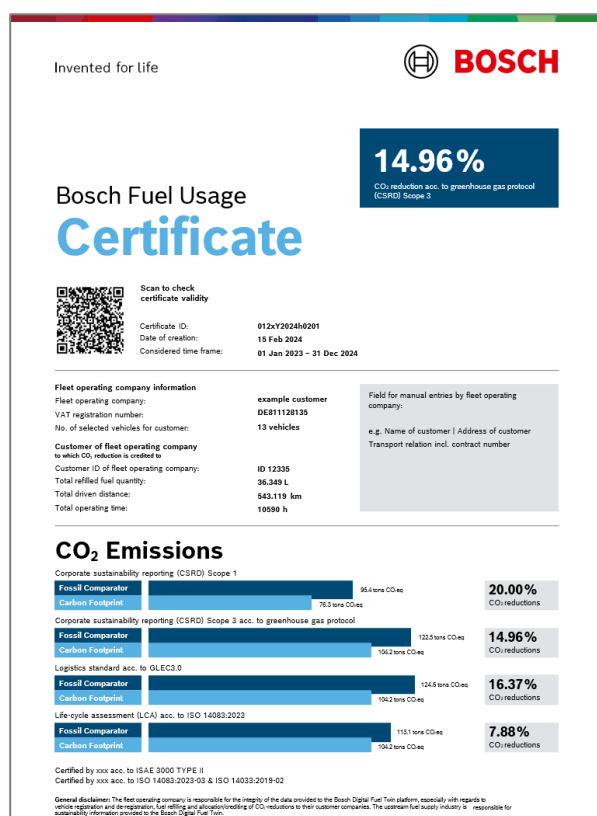 Invented for life
BOSCH
14.96%
CO₂ reduction acc. to greenhouse gas protocol
(CSRD) Scope 3
Bosch Fuel Usage
Certificate
Scan to check
certificate validity
Certificate ID: 012xY2024h0201
Date of creation: 15 Feb 2024
Considered time frame: 01 Jan 2023 – 31 Dec 2024
Fleet operating company information
Fleet operating company: example customer
VAT registration number: DE811128135
No. of selected vehicles for customer: 13 vehicles
Customer of fleet operating company
to which CO₂ reduction is credited to
Customer ID of fleet operating company: ID 12335
Total refilled fuel quantity: 36.349 L
Total driven distance: 543.119 km
Total operating time: 10590 h
Field for manual entries by fleet operating
company:
e.g. Name of customer | Address of customer
Transport relation incl. contract number
CO₂ Emissions
Corporate sustainability reporting (CSRD) Scope 1
Fossil Comparator 95.4 tons CO₂eq
Carbon Footprint 76.3 tons CO₂eq
20.00%
CO₂ reductions
Corporate sustainability reporting (CSRD) Scope 3 acc. to greenhouse gas protocol
Fossil Comparator 122.5 tons CO₂eq
Carbon Footprint 104.2 tons CO₂eq
14.96%
CO₂ reductions
Logistics standard acc. to GLEC3.0
Fossil Comparator 124.6 tons CO₂eq
Carbon Footprint 104.2 tons CO₂eq
16.37%
CO₂ reductions
Life-cycle assessment (LCA) acc. to ISO 14083:2023
Fossil Comparator 113.1 tons CO₂eq
Carbon Footprint 104.2 tons CO₂eq
7.88%
CO₂ reductions
Certified by xxx acc. to ISAE 3000 TYPE II
Certified by xxx acc. to ISO 14083:2023-03 & ISO 14033:2019-02
General disclaimer: The fleet operating company is responsible for the integrity of the data provided to the Bosch Digital Fuel Twin platform, especially with regards to
vehicle registration and de-registration, fuel refilling and allocation/crediting of CO₂-reductions to their customer companies. The upstream fuel supply industry is responsible for
sustainability information provided to the Bosch Digital Fuel Twin.